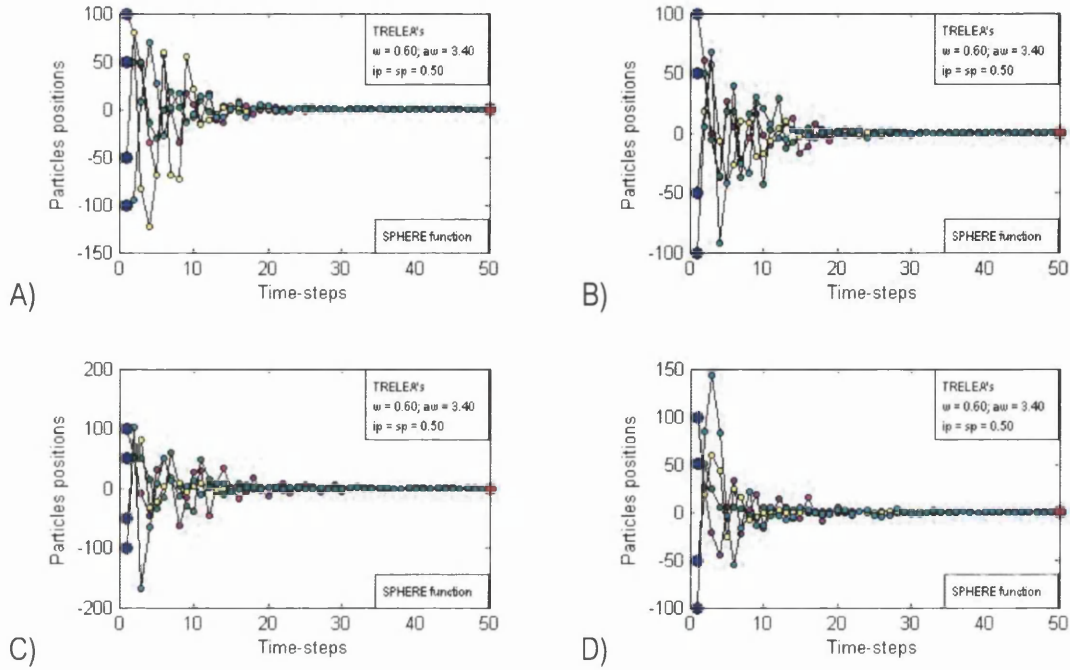 100
50
0
-50
-100
-150
Particles positions
TRELEA's
w = 0.60; aw = 3.40
ip = sp = 0.50
SPHERE function
0 10 20 30 40 50
Time-steps
A)
100
50
0
-50
-100
Particles positions
TRELEA's
w = 0.60; aw = 3.40
ip = sp = 0.50
SPHERE function
0 10 20 30 40 50
Time-steps
B)
200
100
0
-100
-200
Particles positions
TRELEA's
w = 0.60; aw = 3.40
ip = sp = 0.50
SPHERE function
0 10 20 30 40 50
Time-steps
C)
150
100
50
0
-50
-100
Particles positions
TRELEA's
w = 0.60; aw = 3.40
ip = sp = 0.50
SPHERE function
0 10 20 30 40 50
Time-steps
D)